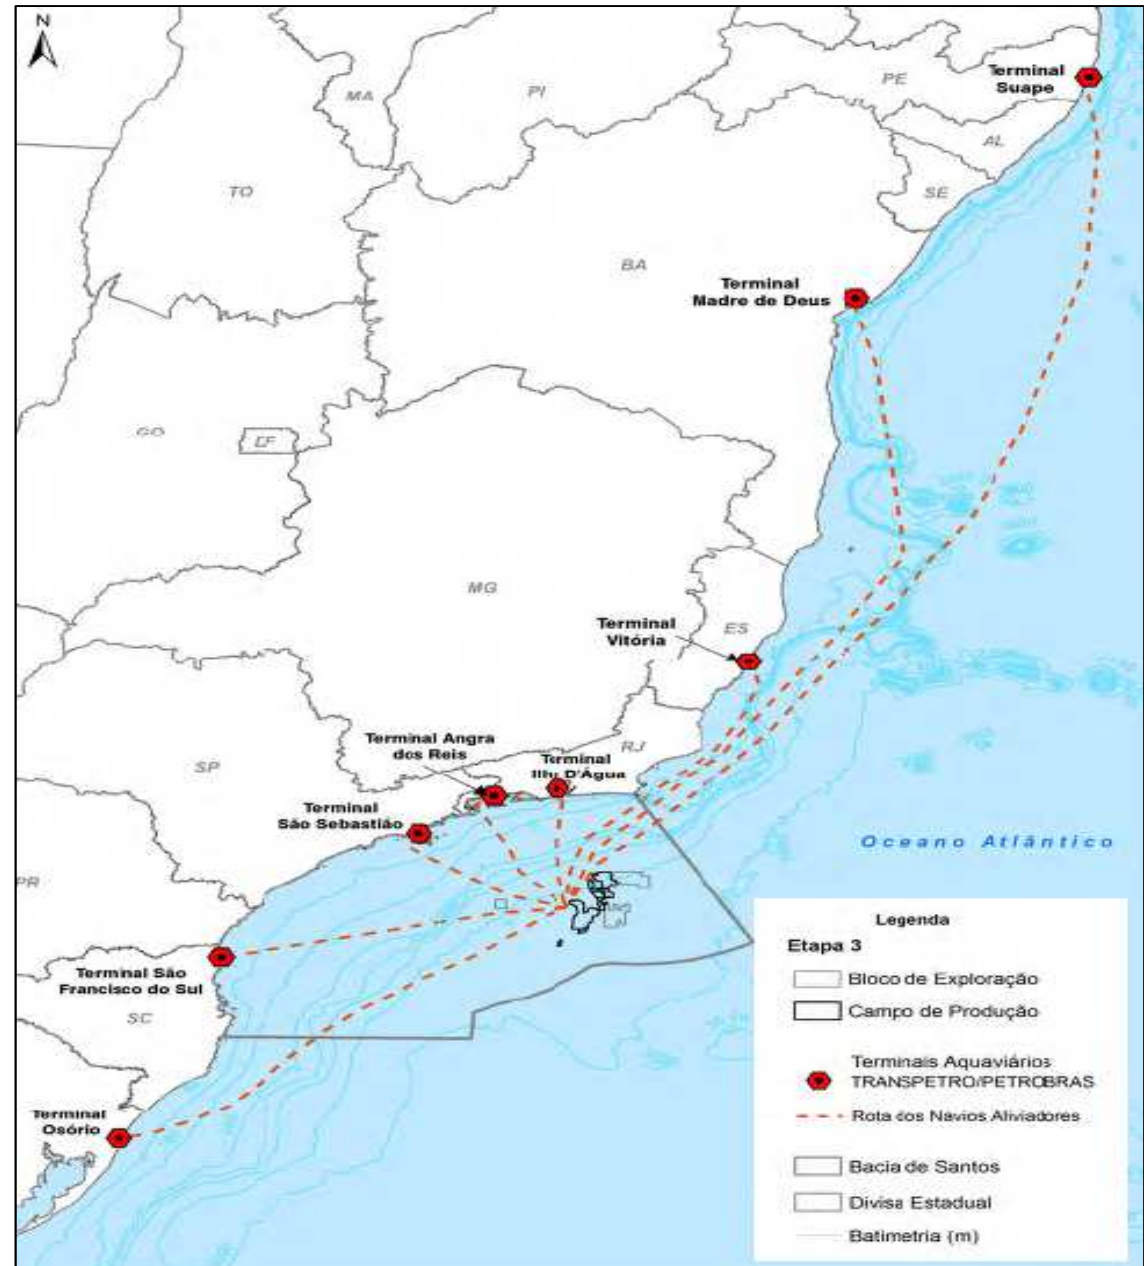 N
Terminal
Suape
PE
MA
PI
AL
TO
SE
BA
Terminal
Madre de Deus
GO
DF
MG
Terminal
Vitória
ES
Terminal Angra
dos Reis
RJ
Terminal
Ilha D'Água
SP
Terminal
São Sebastião
Oceano Atlântico
PR
Terminal São
Francisco do Sul
SC
Terminal
Osório
Legenda
Etapa 3
Bloco de Exploração
Campo de Produção
Terminais Aquaviários
TRANSPETRO/PETROBRAS
Rota dos Navios Aliviadores
Bacia de Santos
Divisa Estadual
Batimetria (m)